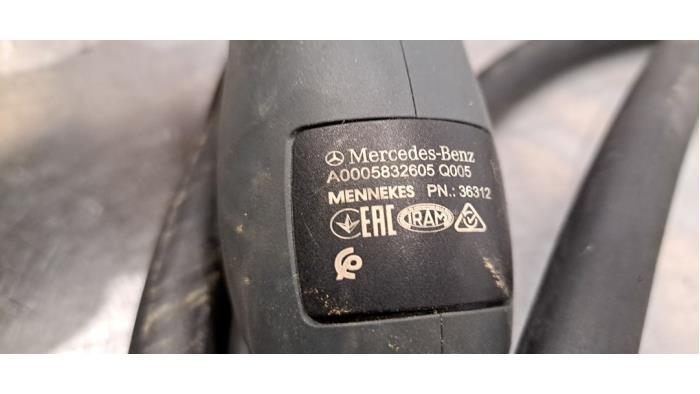 Mercedes-Benz
A0005832605 Q005
MENNEKES PN.: 36312
EAC IRAM